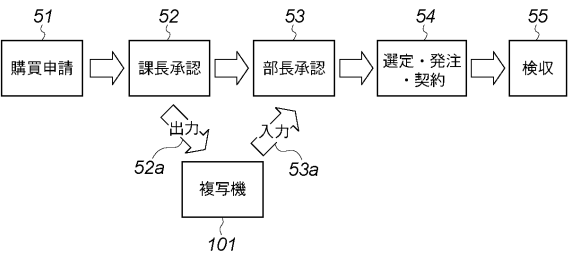 51
52
53
54
55
購買申請
課長承認
部長承認
選定・発注
・契約
検収
出力
入力
52a
53a
複写機
101